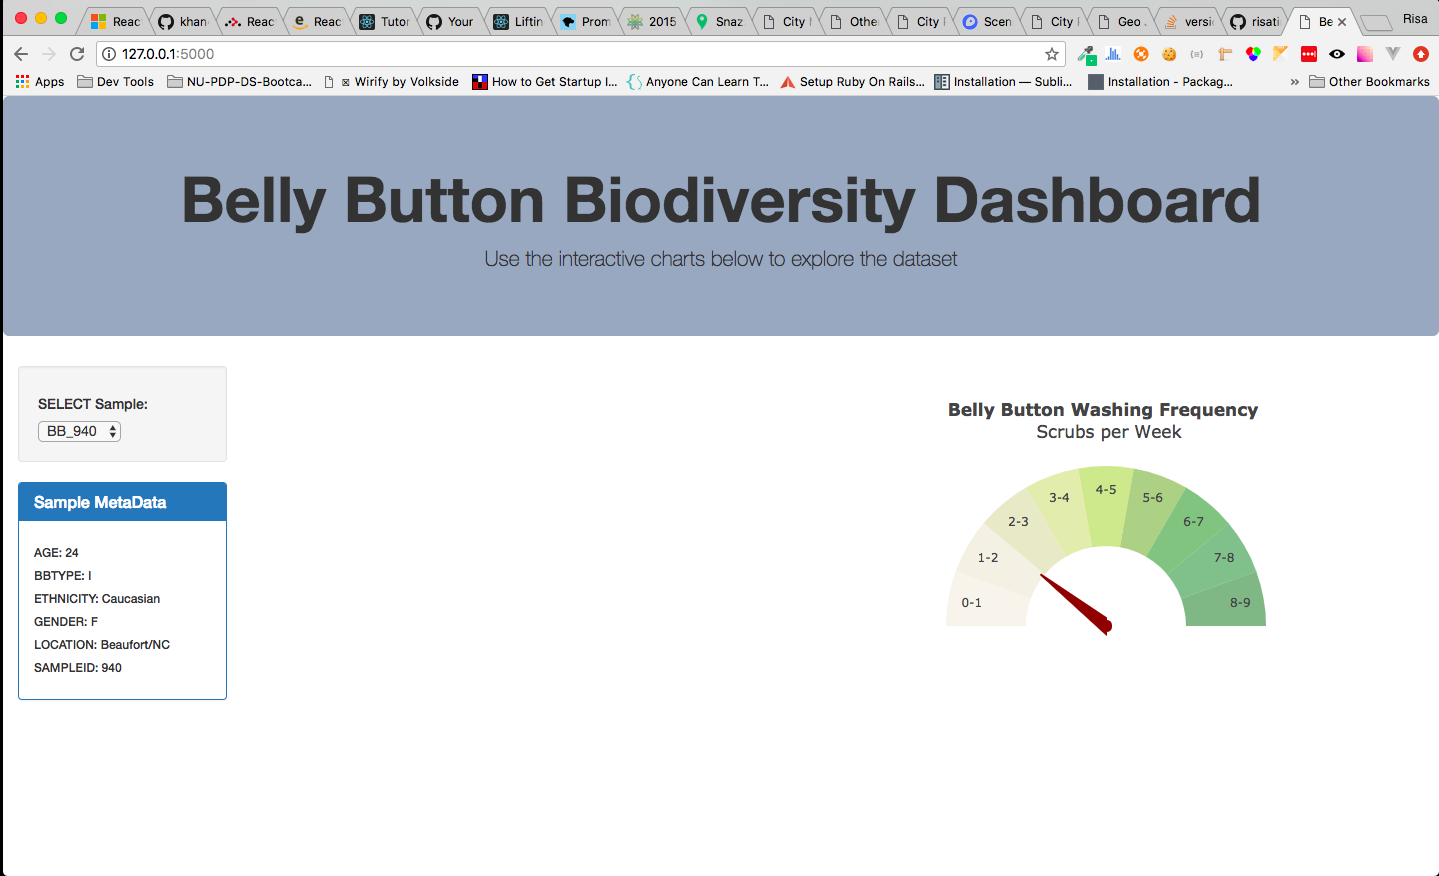 Reac
khan
Reac
Reac
Tutor
Your
Liftin
Prom
2015
Snaz
City
Othe
City
Scen
City
Geo
versi
risati
Be
Risa
127.0.0.1:5000
Apps
Dev Tools
NU-PDP-DS-Bootca...
Wirify by Volkside
How to Get Startup I...
Anyone Can Learn T...
Setup Ruby On Rails...
Installation — Subli...
Installation - Packag...
» Other Bookmarks
Belly Button Biodiversity Dashboard
Use the interactive charts below to explore the dataset
SELECT Sample:
BB_940
Sample MetaData
AGE: 24
BBTYPE: I
ETHNICITY: Caucasian
GENDER: F
LOCATION: Beaufort/NC
SAMPLEID: 940
Belly Button Washing Frequency
Scrubs per Week
0-1
1-2
2-3
3-4
4-5
5-6
6-7
7-8
8-9